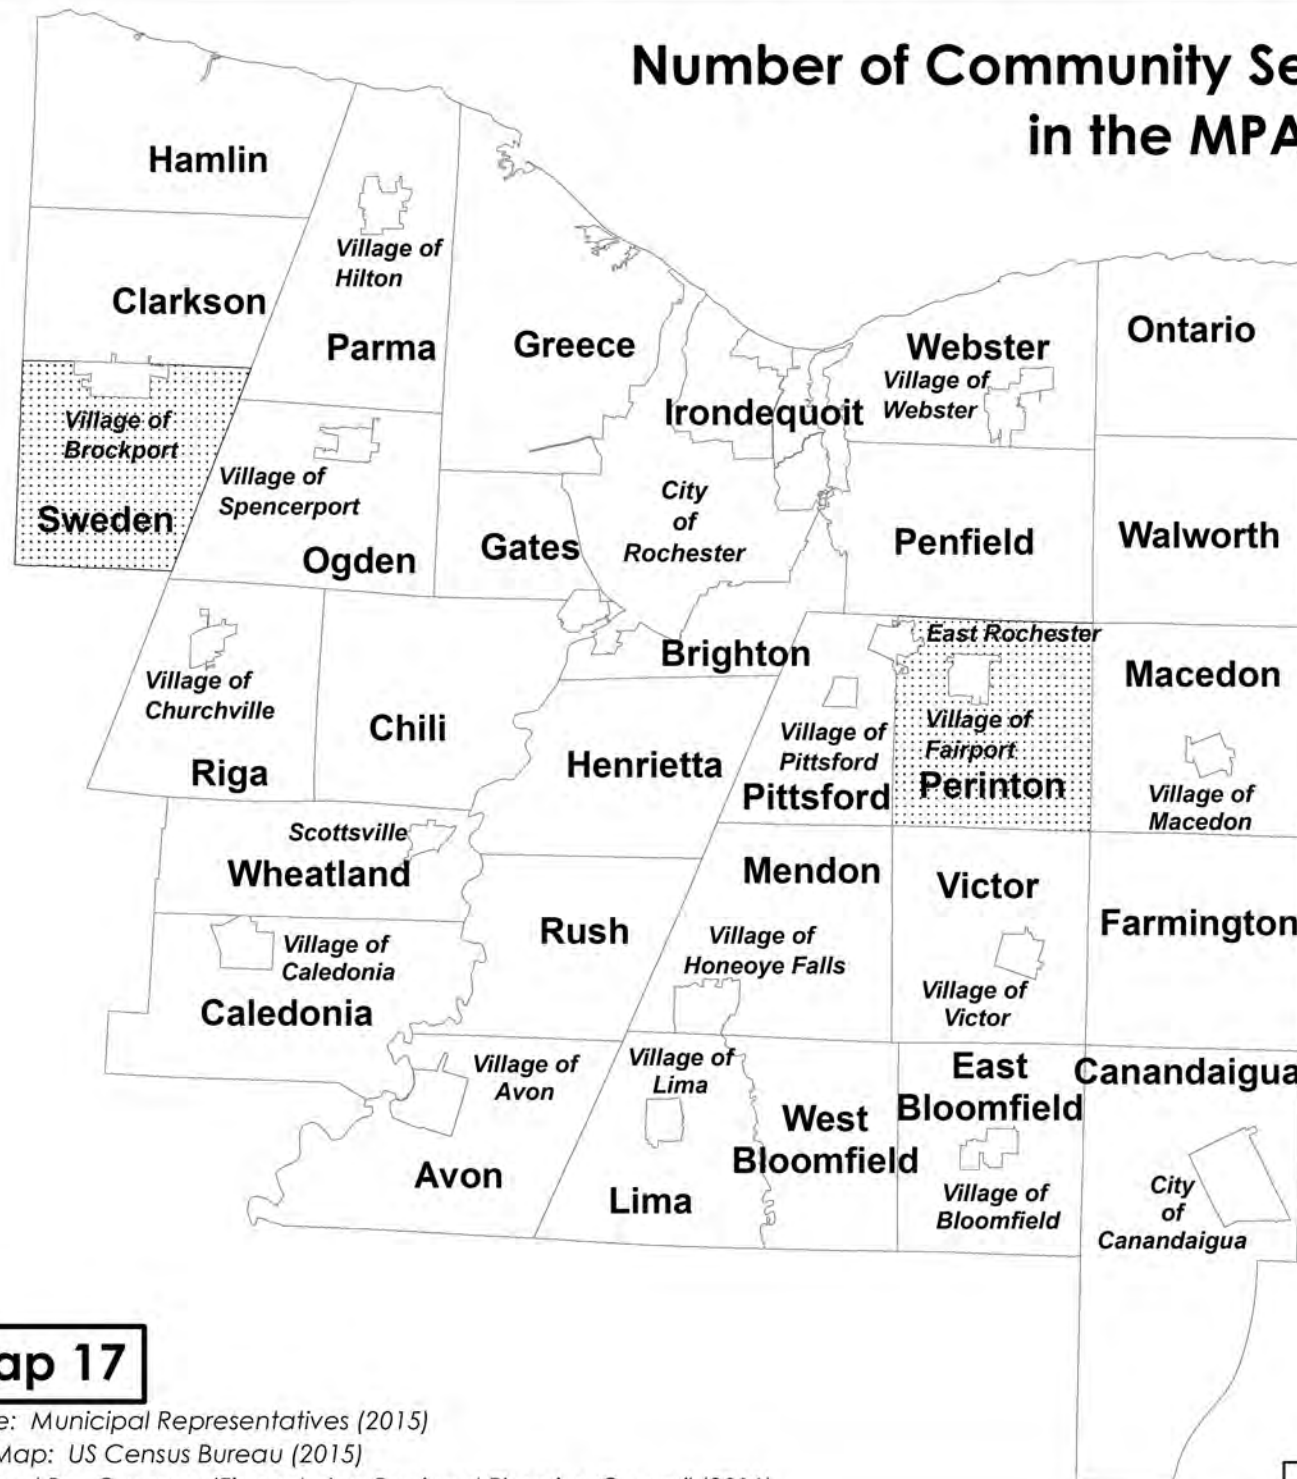 Number of Community Se
in the MPA
Hamlin
Village of
Hilton
Clarkson
Parma
Greece
Webster
Village of
Webster
Ontario
Irondequoit
Village of
Brockport
Sweden
Village of
Spencerport
Ogden
Gates
City
of
Rochester
Penfield
Walworth
East Rochester
Brighton
Village of
Churchville
Riga
Chili
Henrietta
Village of
Pittsford
Pittsford
Village of
Fairport
Perinton
Macedon
Village of
Macedon
Scottsville
Wheatland
Mendon
Victor
Farmington
Village of
Caledonia
Caledonia
Rush
Village of
Honeoye Falls
Village of
Victor
Village of
Avon
Avon
Village of
Lima
Lima
West
Bloomfield
East
Bloomfield
Village of
Bloomfield
Canandaigua
City
of
Canandaigua
ap 17
e: Municipal Representatives (2015)
Map: US Census Bureau (2015)